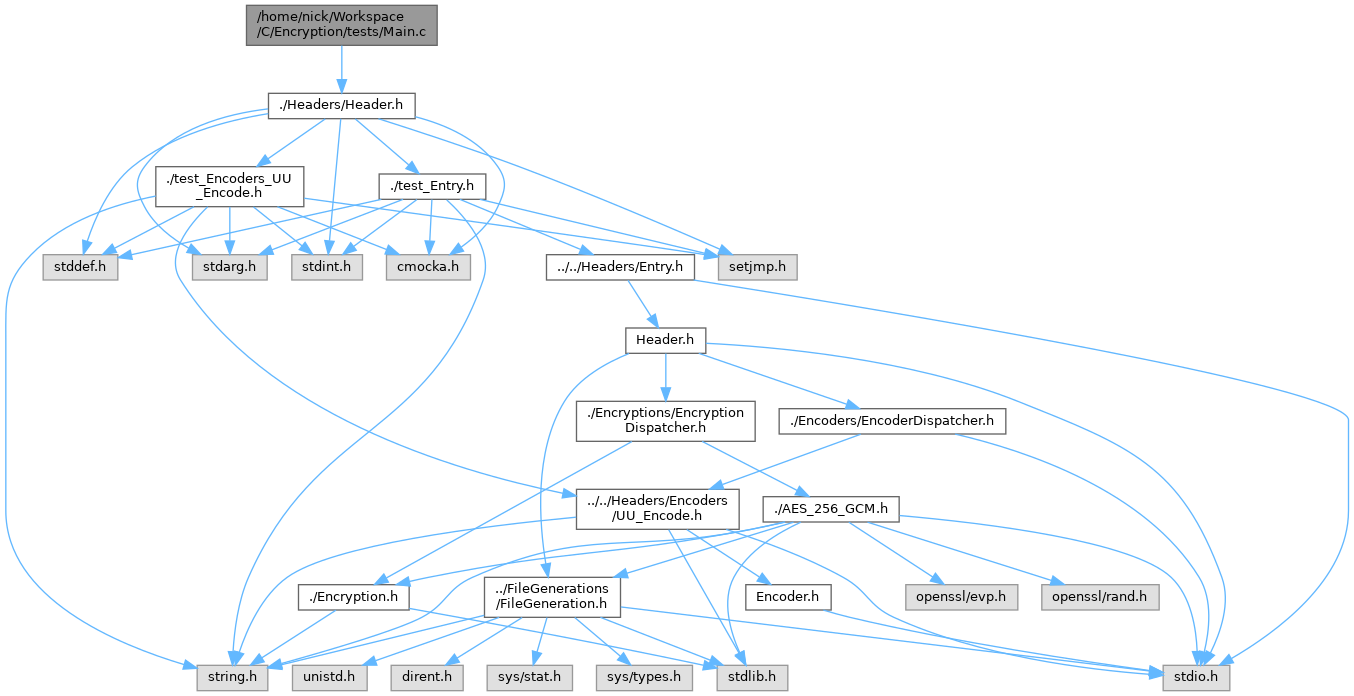 /home/nick/Workspace
/C/Encryption/tests/Main.c
./Headers/Header.h
./test_Encoders_UU
_Encode.h
./test_Entry.h
stddef.h
stdarg.h
stdint.h
cmocka.h
../../Headers/Entry.h
setjmp.h
Header.h
./Encryptions/Encryption
Dispatcher.h
./Encoders/EncoderDispatcher.h
../../Headers/Encoders
/UU_Encode.h
./AES_256_GCM.h
./Encryption.h
../FileGenerations
/FileGeneration.h
Encoder.h
openssl/evp.h
openssl/rand.h
string.h
unistd.h
dirent.h
sys/stat.h
sys/types.h
stdlib.h
stdio.h